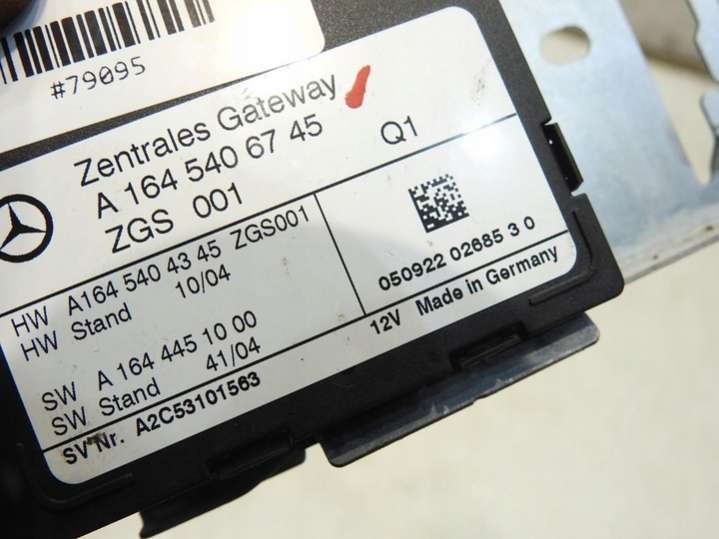 #79095
Zentrales Gateway
A 164 540 67 45 Q1
ZGS 001
HW A164 540 43 45 ZGS001
HW Stand 10/04
SW A 164 445 10 00
SW Stand 41/04
SV Nr. A2C53101563
050922 02685 3 0
12V Made in Germany